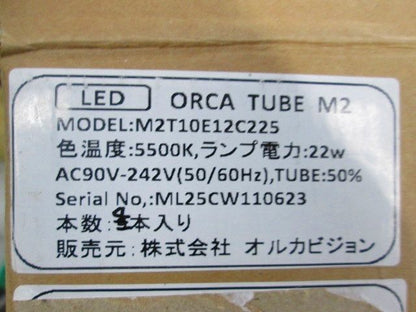 LED ORCA TUBE M2
MODEL:M2T10E12C225
色温度:5500K,ランプ電力:22w
AC90V-242V(50/60Hz),TUBE:50%
Serial No,:ML25CW110623
本数:本入り
販売元:株式会社 オルカビジョン